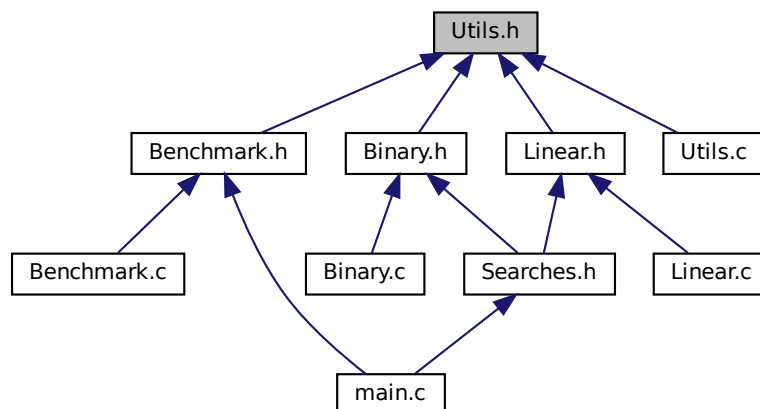 Utils.h
Benchmark.h
Binary.h
Linear.h
Utils.c
Benchmark.c
Binary.c
Searches.h
Linear.c
main.c